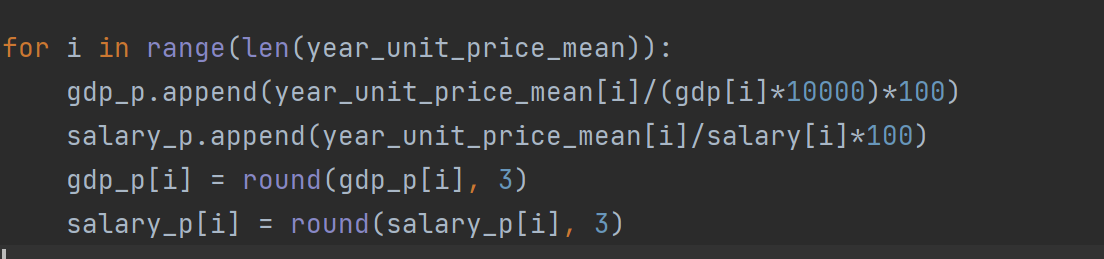 for i in range(len(year_unit_price_mean)):
    gdp_p.append(year_unit_price_mean[i]/(gdp[i]*10000)*100)
    salary_p.append(year_unit_price_mean[i]/salary[i]*100)
    gdp_p[i] = round(gdp_p[i], 3)
    salary_p[i] = round(salary_p[i], 3)